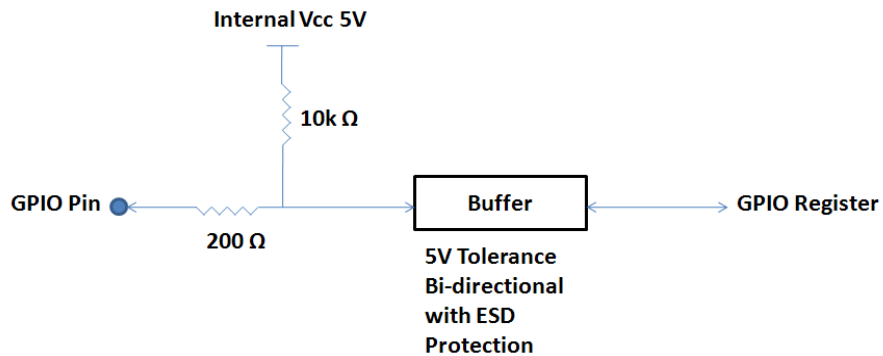 Internal Vcc 5V
10k Ω
GPIO Pin
200 Ω
Buffer
GPIO Register
5V Tolerance
Bi-directional
with ESD
Protection